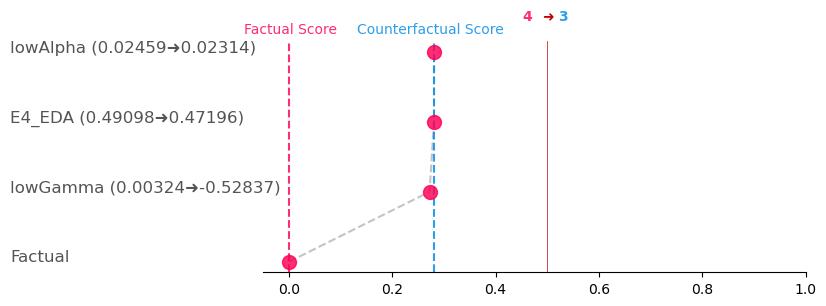 4 ➜ 3
Factual Score Counterfactual Score
lowAlpha (0.02459➜0.02314)
E4_EDA (0.49098➜0.47196)
lowGamma (0.00324➜-0.52837)
Factual
0.0 0.2 0.4 0.6 0.8 1.0